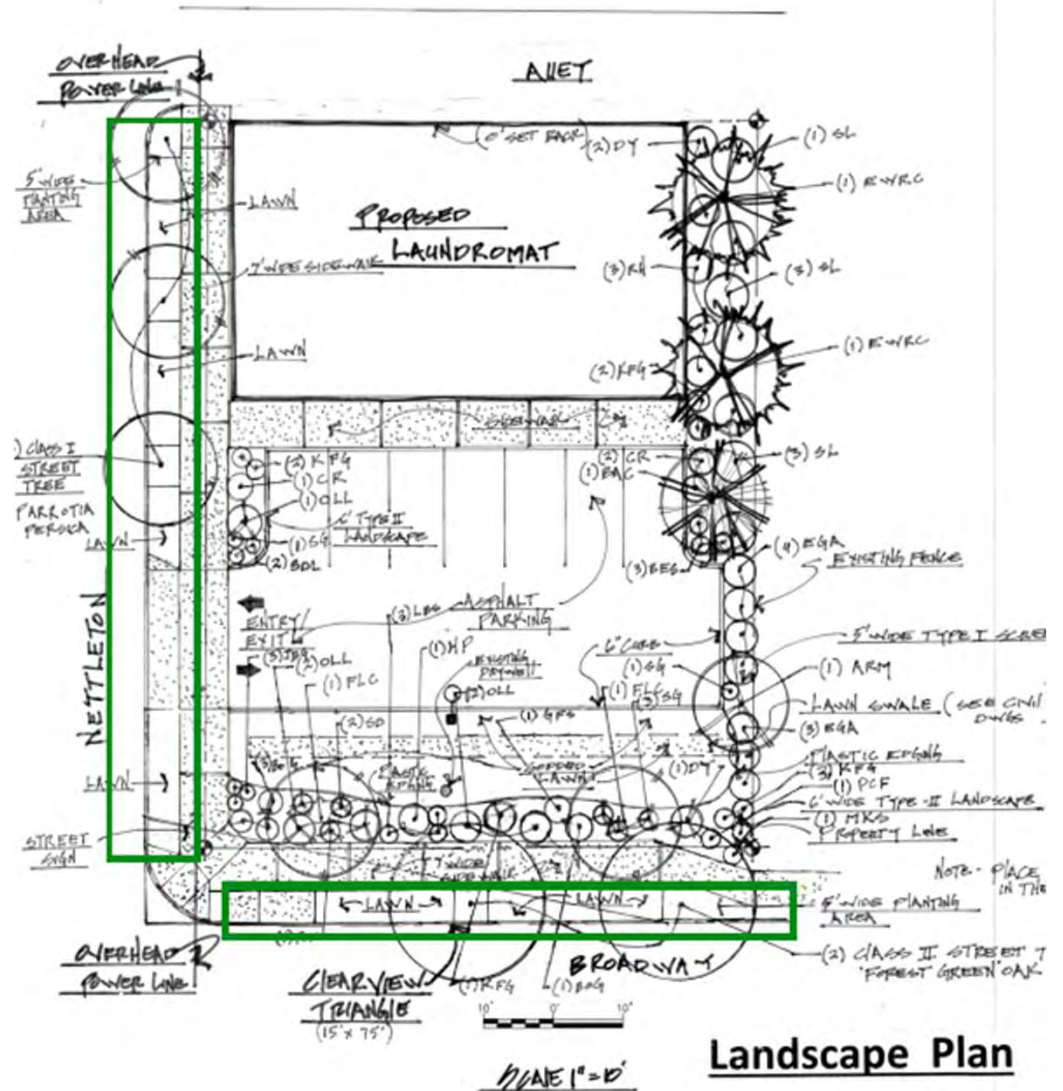 OVERHEAD
POWER LINE
ALLEY
0' SET BACK
(2) DY
(1) SL
(1) EWRC
5' WIDE
PLANTING
AREA
LAWN
PROPOSED
LAUNDROMAT
7' WIDE SIDEWALK
(3) RH
(3) SL
LAWN
(1) EWRC
(2) KFG
SIDEWALK
) CLASS I
STREET
TREE
PARROTIA
PERSICA
(2) KFG
(1) CR
(1) OLL
6' TYPE II
LANDSCAPE
(1) SG
(2) SDL
(2) CR
(1) BAC
(3) SL
LAWN
(3) BES
(4) EGA
EXISTING FENCE
NETTLETON
ENTRY/
EXIT
(3) LBS
ASPHALT
PARKING
(2) OLL
(1) FLC
(1) HP
EXISTING
DRYWELL
(2) OLL
6" CURB
(1) SG
(1) FLC
(3) SG
5' WIDE TYPE I SCREE
(1) ARM
LAWN SWALE (SEE CIVIL
DWGS
(3) EGA
(2) SD
(1) GFS
SODDED
LAWN
(1) DY
PLASTIC
EDGING
PLASTIC EDGING
(3) KFG
(1) PCF
6' WIDE TYPE-II LANDSCAPE
(1) MKS
PROPERTY LINE
LAWN
STREET
SIGN
7' WIDE
SIDEWALK
NOTE - PLACE
IN THE
LAWN
LAWN
5' WIDE PLANTING
AREA
OVERHEAD
POWER LINE
CLEARVIEW
TRIANGLE
(15' x 75')
(1) KFG
(1) BOG
BROADWAY
(2) CLASS II STREET T
'FOREST GREEN' OAK
10' 0' 10'
SCALE 1" = 10'
Landscape Plan